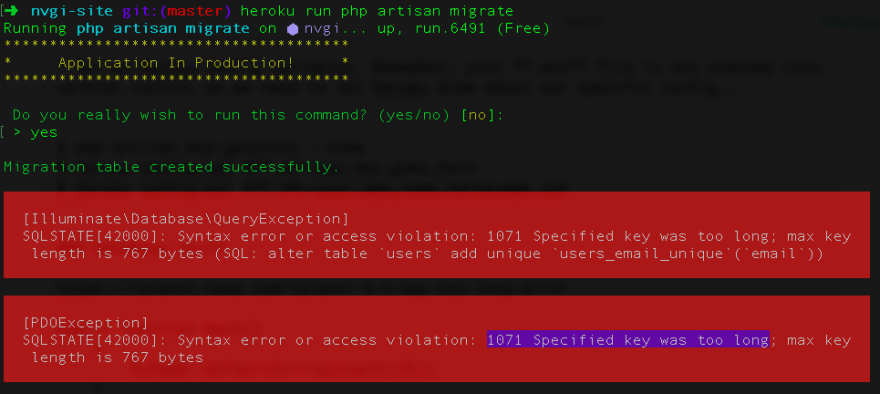 [➜  nvgi-site git:(master) heroku run php artisan migrate
Running php artisan migrate on ⬢ nvgi... up, run.6491 (Free)
**************************************
*     Application In Production!     *
**************************************
Do you really wish to run this command? (yes/no) [no]:
[ > yes
Migration table created successfully.
[Illuminate\Database\QueryException]
SQLSTATE[42000]: Syntax error or access violation: 1071 Specified key was too long; max key
length is 767 bytes (SQL: alter table `users` add unique `users_email_unique`(`email`))
[PDOException]
SQLSTATE[42000]: Syntax error or access violation: 1071 Specified key was too long; max key
length is 767 bytes